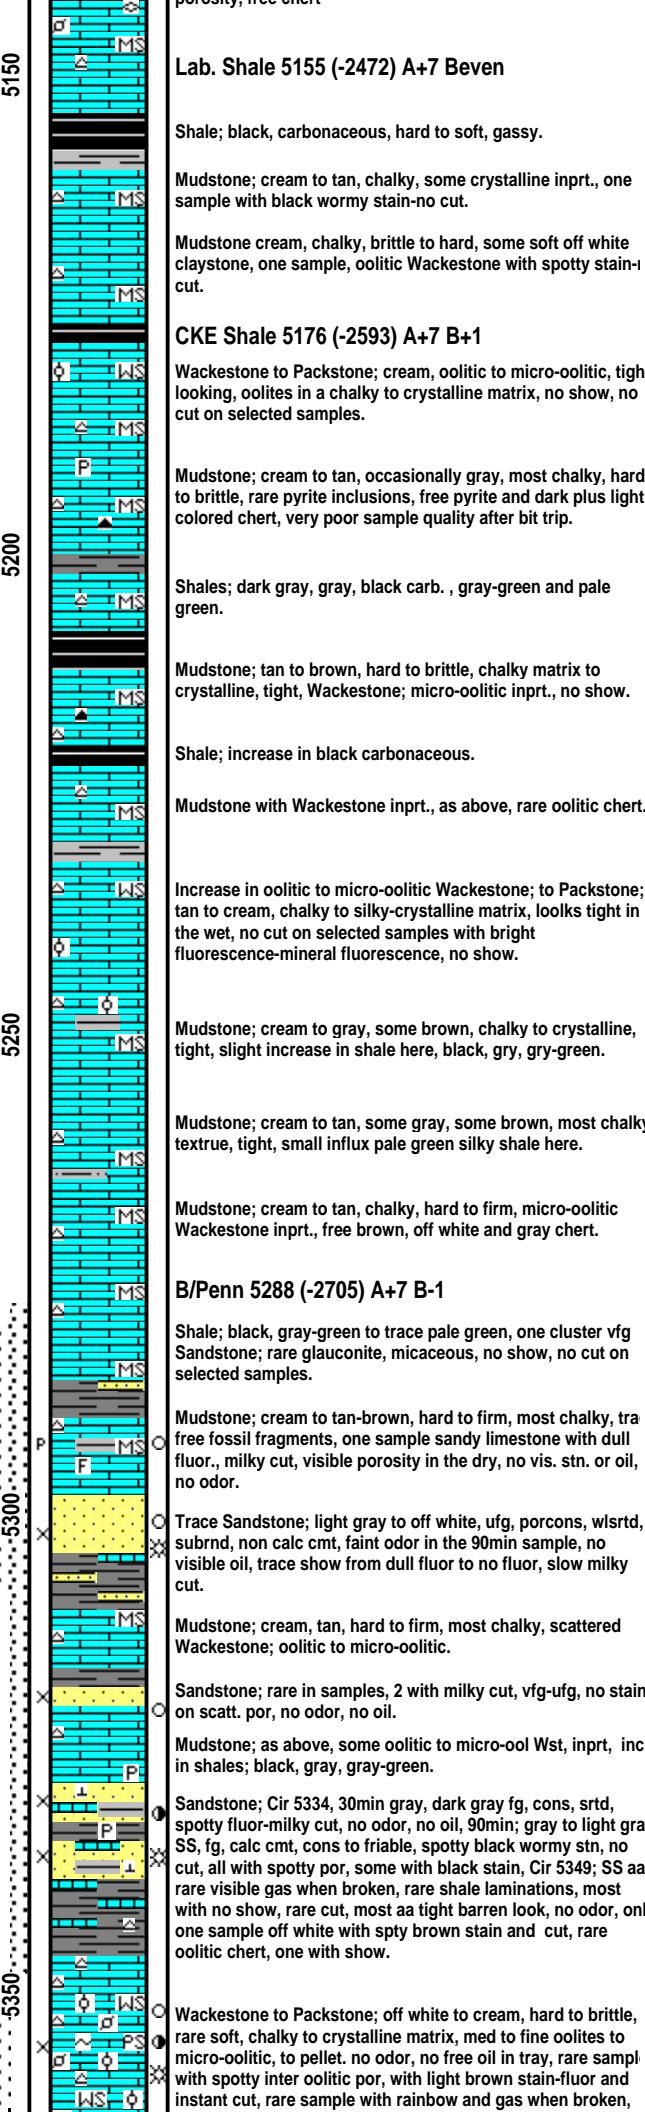 porosity, free chert
MS
5150
Lab. Shale 5155 (-2472) A+7 Beven
Shale; black, carbonaceous, hard to soft, gassy.
Mudstone; cream to tan, chalky, some crystalline inprt., one
sample with black wormy stain-no cut.
MS
Mudstone cream, chalky, brittle to hard, some soft off white
claystone, one sample, oolitic Wackestone with spotty stain-
cut.
MS
CKE Shale 5176 (-2593) A+7 B+1
Wackestone to Packstone; cream, oolitic to micro-oolitic, tigh
looking, oolites in a chalky to crystalline matrix, no show, no
cut on selected samples.
WS
MS
P
Mudstone; cream to tan, occasionally gray, most chalky, hard
to brittle, rare pyrite inclusions, free pyrite and dark plus light
colored chert, very poor sample quality after bit trip.
MS
5200
Shales; dark gray, gray, black carb. , gray-green and pale
green.
MS
Mudstone; tan to brown, hard to brittle, chalky matrix to
crystalline, tight, Wackestone; micro-oolitic inprt., no show.
MS
Shale; increase in black carbonaceous.
Mudstone with Wackestone inprt., as above, rare oolitic chert.
MS
Increase in oolitic to micro-oolitic Wackestone; to Packstone;
tan to cream, chalky to silky-crystalline matrix, loolks tight in
the wet, no cut on selected samples with bright
fluorescence-mineral fluorescence, no show.
WS
5250
Mudstone; cream to gray, some brown, chalky to crystalline,
tight, slight increase in shale here, black, gry, gry-green.
MS
Mudstone; cream to tan, some gray, some brown, most chalky
textrue, tight, small influx pale green silky shale here.
MS
Mudstone; cream to tan, chalky, hard to firm, micro-oolitic
Wackestone inprt., free brown, off white and gray chert.
MS
B/Penn 5288 (-2705) A+7 B-1
MS
Shale; black, gray-green to trace pale green, one cluster vfg
Sandstone; rare glauconite, micaceous, no show, no cut on
selected samples.
MS
Mudstone; cream to tan-brown, hard to firm, most chalky, tra
free fossil fragments, one sample sandy limestone with dull
fluor., milky cut, visible porosity in the dry, no vis. stn. or oil,
no odor.
P
MS
F
5300
Trace Sandstone; light gray to off white, ufg, porcons, wlsrtd,
subrnd, non calc cmt, faint odor in the 90min sample, no
visible oil, trace show from dull fluor to no fluor, slow milky
cut.
Mudstone; cream, tan, hard to firm, most chalky, scattered
Wackestone; oolitic to micro-oolitic.
MS
Sandstone; rare in samples, 2 with milky cut, vfg-ufg, no stain
on scatt. por, no odor, no oil.
Mudstone; as above, some oolitic to micro-ool Wst, inprt, inc
in shales; black, gray, gray-green.
P
Sandstone; Cir 5334, 30min gray, dark gray fg, cons, srtd,
spotty fluor-milky cut, no odor, no oil, 90min; gray to light gra
SS, fg, calc cmt, cons to friable, spotty black wormy stn, no
cut, all with spotty por, some with black stain, Cir 5349; SS aa
rare visible gas when broken, rare shale laminations, most
with no show, rare cut, most aa tight barren look, no odor, onl
one sample off white with spty brown stain and cut, rare
oolitic chert, one with show.
P
5350
Wackestone to Packstone; off white to cream, hard to brittle,
rare soft, chalky to crystalline matrix, med to fine oolites to
micro-oolitic, to pellet. no odor, no free oil in tray, rare sampl
with spotty inter oolitic por, with light brown stain-fluor and
instant cut, rare sample with rainbow and gas when broken,
WS
PS
WS